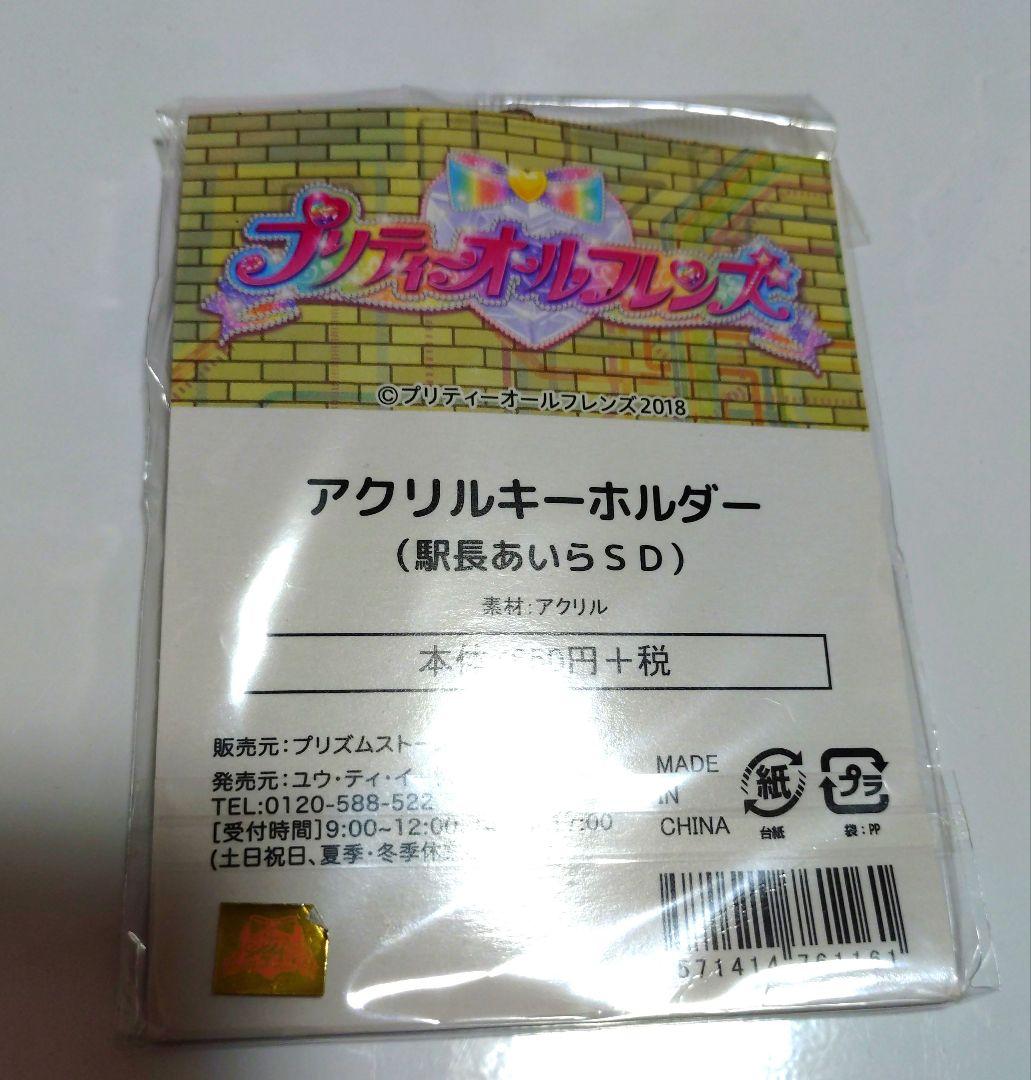 プリティーオールフレンズ
©プリティーオールフレンズ2018
アクリルキーホルダー
(駅長あいらSD)
素材:アクリル
円+税
販売元:プリズムスト
発売元:ユウ・ティ・イー
TEL:0120-588-522
[受付時間]9:00~12:00
(土日祝日、夏季・冬季休
MADE
IN
CHINA
紙
台紙
プラ
袋:PP
571414 761161